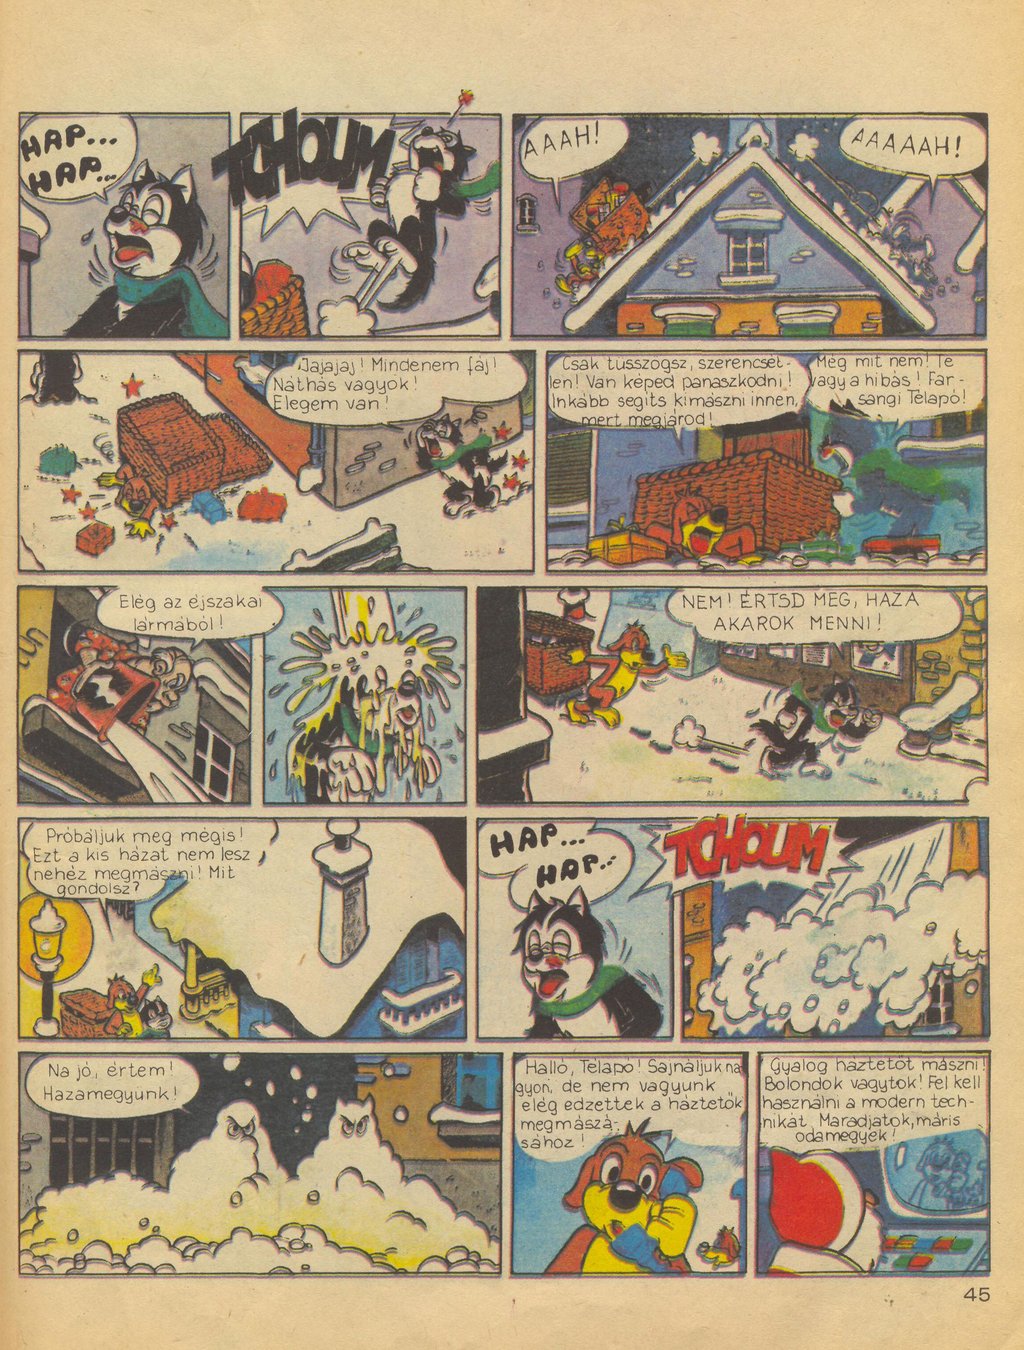 HAP...
HAP...
TCHOUM
AAAH!
AAAAAH!
Jajajaj! Mindenem fáj!
Náthás vagyok!
Elegem van!
Csak tüsszögsz, szerencsét-
len! Van képed panaszkodni!
Inkább segíts kimászni innen,
mert megjárod!
Még mit nem! Te
vagy a hibás! Far-
sangi Télapó!
Elég az éjszakai
lármából!
NEM! ÉRTSD MEG, HAZA
AKAROK MENNI!
Próbáljuk meg mégis!
Ezt a kis házat nem lesz
nehéz megmászni! Mit
gondolsz?
HAP...
HAP...
TCHOUM
Na jó, értem!
Hazamegyünk!
Halló, Télapó! Sajnáljuk na
gyon, de nem vagyunk
elég edzettek a háztetők
megmászá-
sához!
Gyalog háztetőt mászni!
Bolondok vagytok! Fel kell
használni a modern tech-
nikát. Maradjatok, máris
odamegyek!
45